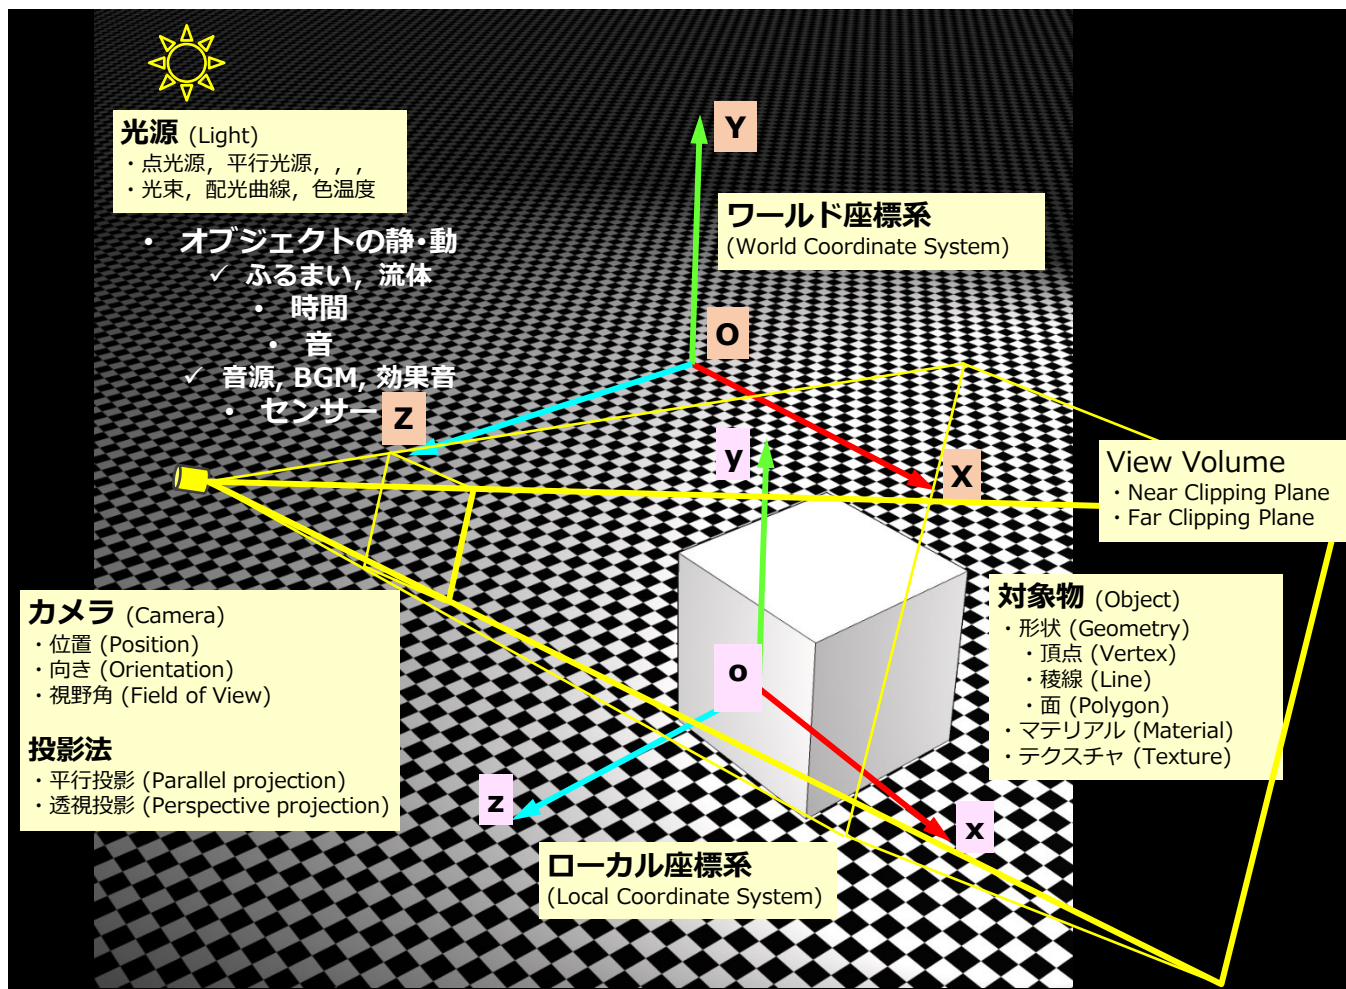 光源 (Light)
・点光源，平行光源，，，
・光束，配光曲線，色温度
• オブジェクトの静・動
✓ ふるまい，流体
• 時間
• 音
✓ 音源, BGM, 効果音
• センサー
Y
ワールド座標系
(World Coordinate System)
O
Z
X
y
View Volume
・Near Clipping Plane
・Far Clipping Plane
カメラ (Camera)
・位置 (Position)
・向き (Orientation)
・視野角 (Field of View)
投影法
・平行投影 (Parallel projection)
・透視投影 (Perspective projection)
対象物 (Object)
・形状 (Geometry)
・頂点 (Vertex)
・稜線 (Line)
・面 (Polygon)
・マテリアル (Material)
・テクスチャ (Texture)
o
z
x
ローカル座標系
(Local Coordinate System)